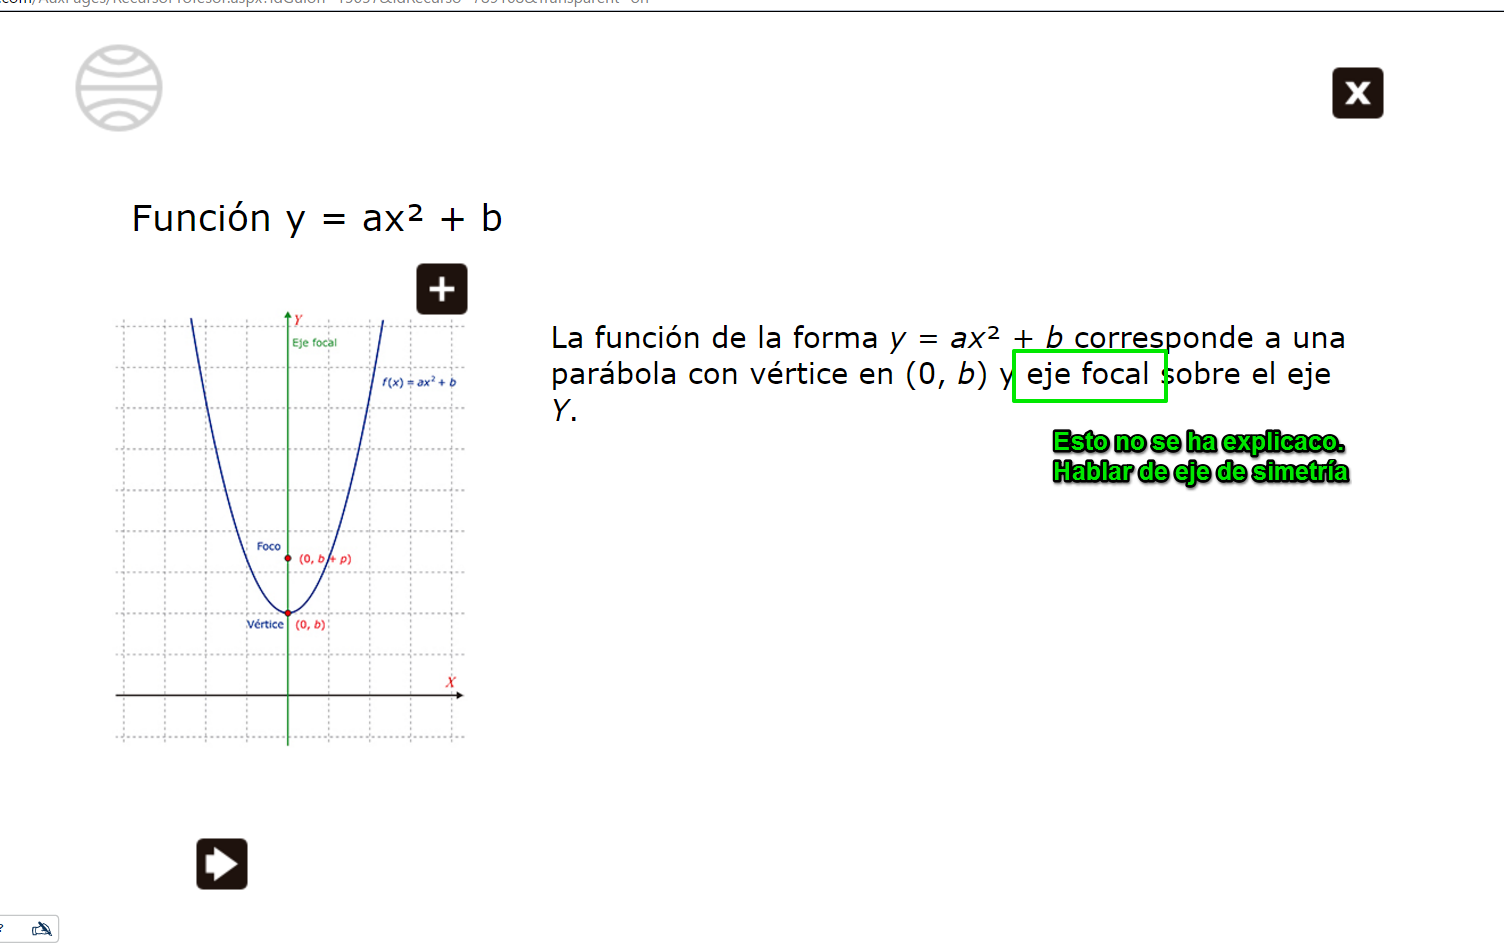 Función y = ax² + b
Y
Eje focal
f(x) = ax² + b
Foco
(0, b + p)
Vértice
(0, b)
X
La función de la forma y = ax² + b corresponde a una
parábola con vértice en (0, b) y eje focal sobre el eje
Y.
Esto no se ha explicaco.
Hablar de eje de simetría